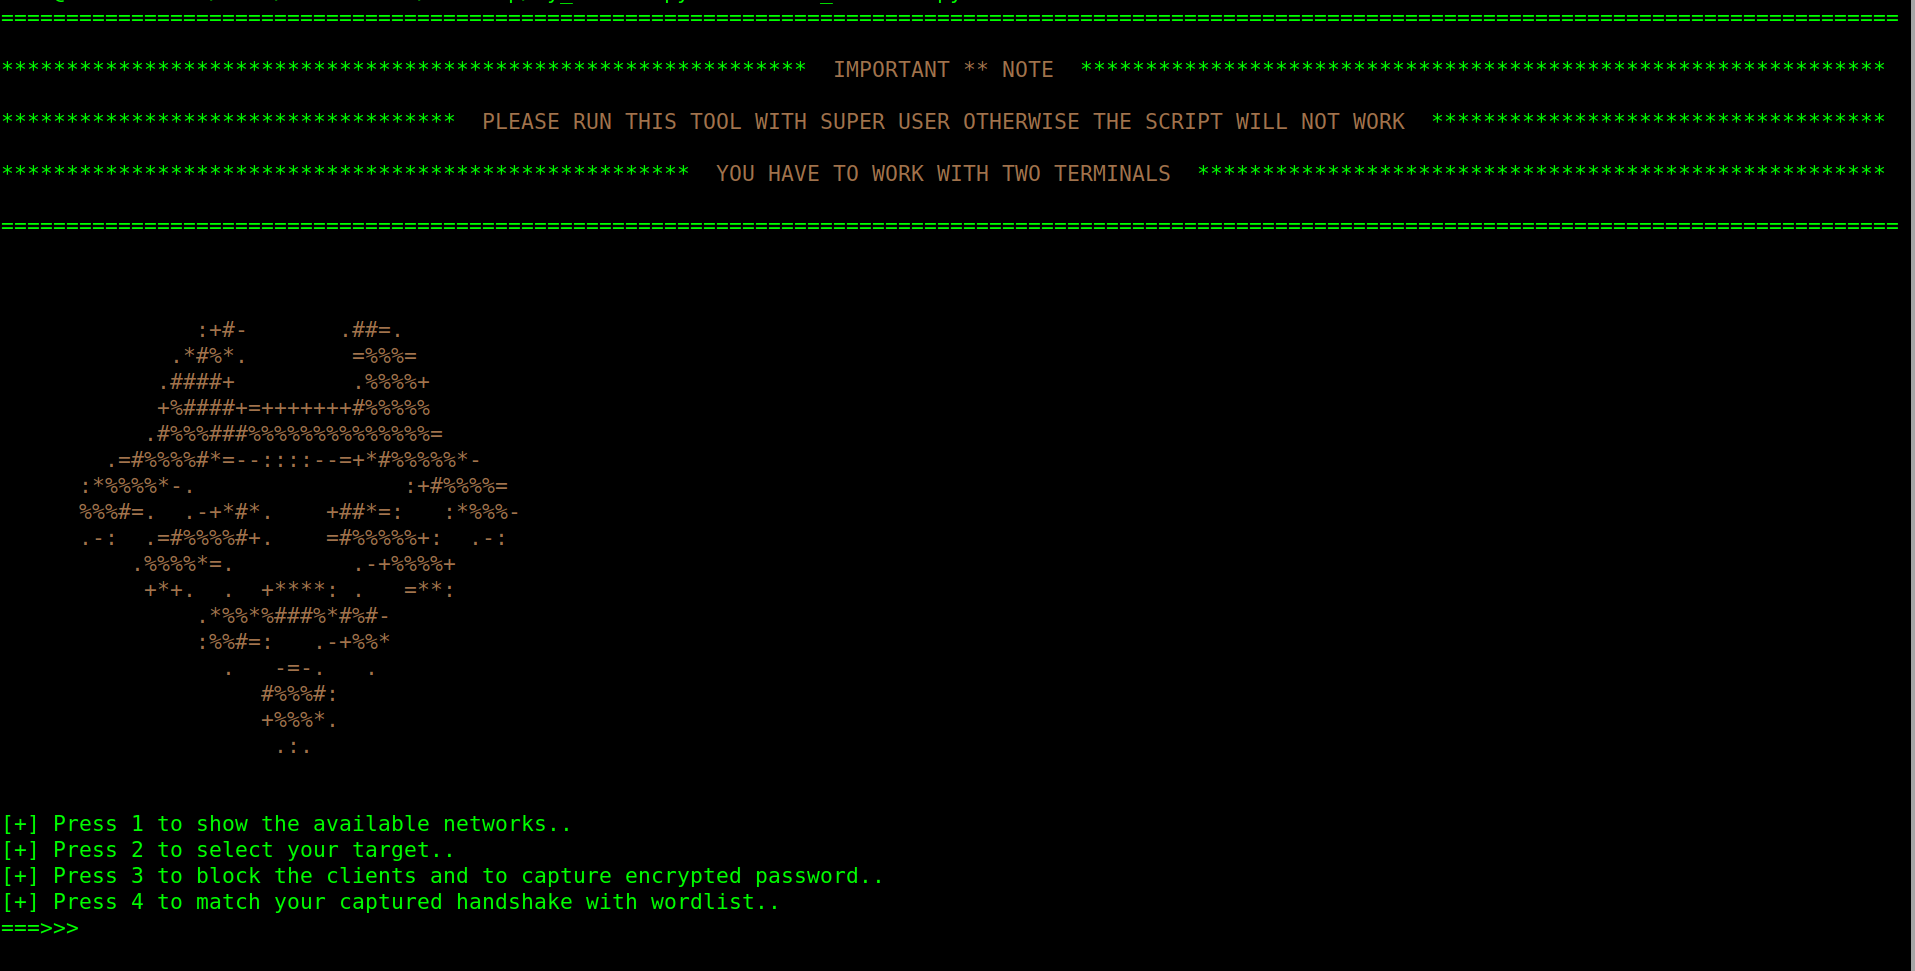 ==================================================================================================================================================
************************************************************** IMPORTANT ** NOTE **************************************************************
*********************************** PLEASE RUN THIS TOOL WITH SUPER USER OTHERWISE THE SCRIPT WILL NOT WORK ***********************************
***************************************************** YOU HAVE TO WORK WITH TWO TERMINALS *****************************************************
==================================================================================================================================================
:+#- .##=.
.*#%*. =%%%=
.####+ .%%%%+
+%####+=+++++++#%%%%%
.#%%%###%%%%%%%%%%%%%%=
.=#%%%%#*=--::::--=+*#%%%%%*-
:*%%%%*-. :+#%%%%=
%%%#=. .-+*#*. +##*=: :*%%%-
.-: .=#%%%%#+. =#%%%%%+: .-:
.%%%%*=. .-+%%%%+
+*+. . +****: . =**:
.*%%*%###%*#%#-
:%%#=: .-+%%*
. -=-. .
#%%%#:
+%%%*.
.:.
[+] Press 1 to show the available networks..
[+] Press 2 to select your target..
[+] Press 3 to block the clients and to capture encrypted password..
[+] Press 4 to match your captured handshake with wordlist..
===>>>